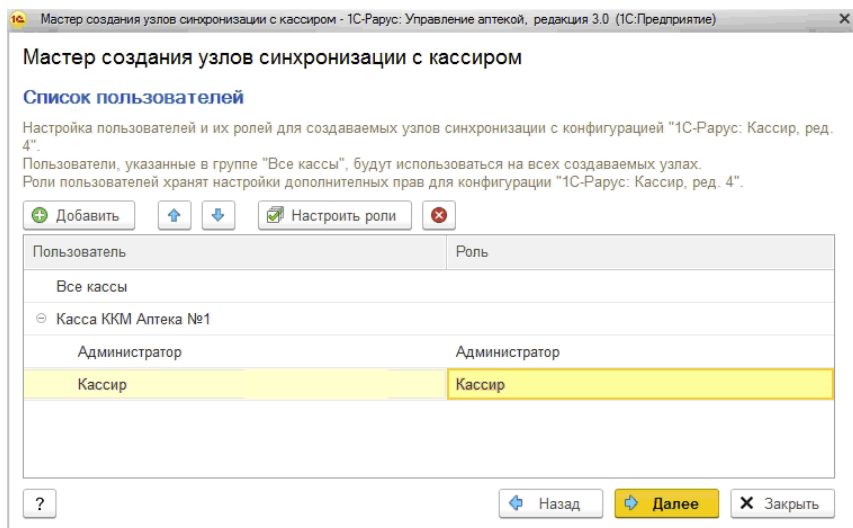 Мастер создания узлов синхронизации с кассиром - 1С-Рарус: Управление аптекой, редакция 3.0 (1С:Предприятие)
Мастер создания узлов синхронизации с кассиром
Список пользователей
Настройка пользователей и их ролей для создаваемых узлов синхронизации с конфигурацией "1С-Рарус: Кассир, ред.
4".
Пользователи, указанные в группе "Все кассы", будут использоваться на всех создаваемых узлах.
Роли пользователей хранят настройки дополнителных прав для конфигурации "1С-Рарус: Кассир, ред. 4".
Добавить Настроить роли
Пользователь Роль
Все кассы
Касса ККМ Аптека №1
Администратор Администратор
Кассир Кассир
? Назад Далее Закрыть